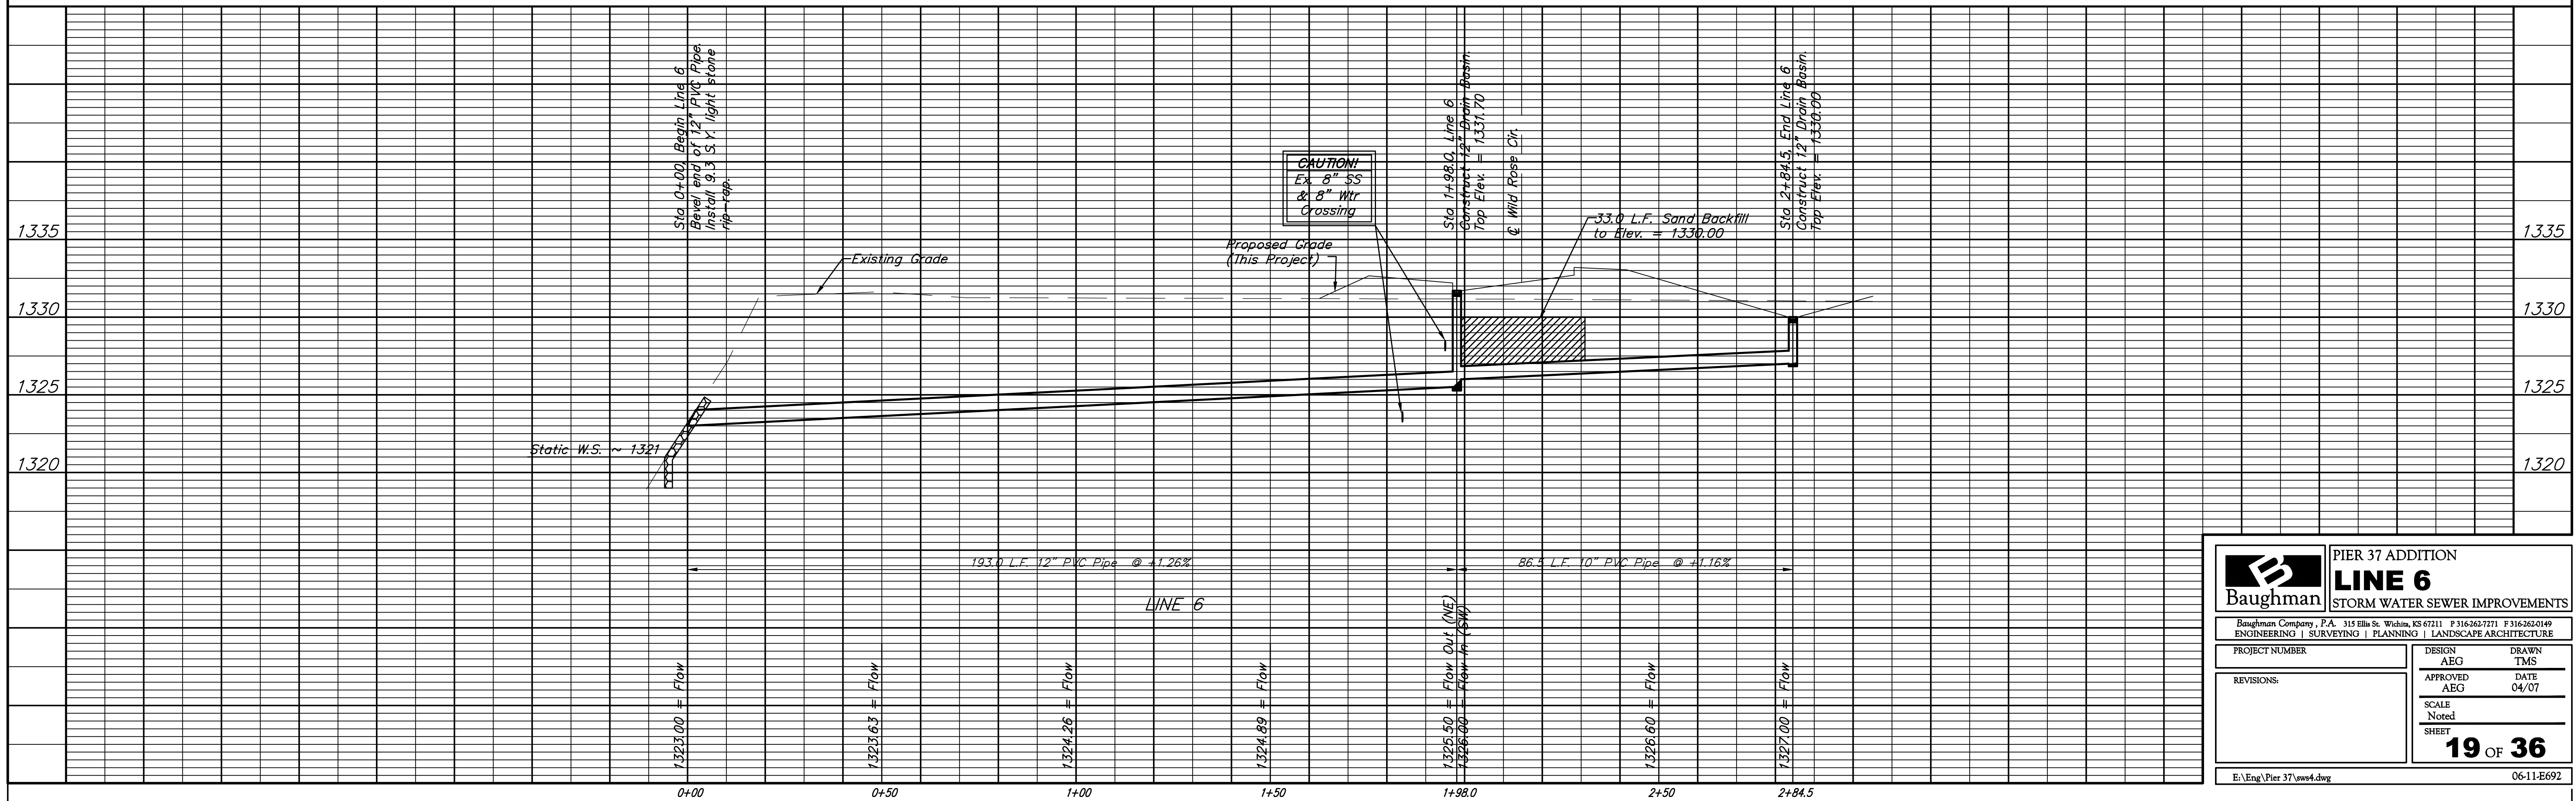 Sta 0+00, Begin Line 6
Bevel end of 12" PVC Pipe.
Install 9.3 S.Y. light stone
rip-rap.
Sta 1+98.0, Line 6
Construct 12" Drain Basin.
Top Elev. = 1331.70
℄ Wild Rose Cir.
Sta 2+84.5, End Line 6
Construct 12" Drain Basin.
Top Elev. = 1330.00
CAUTION!
Ex. 8" SS
& 8" Wtr
Crossing
33.0 L.F. Sand Backfill
to Elev. = 1330.00
1335
1335
Existing Grade
Proposed Grade
(This Project)
1330
1330
1325
1325
Static W.S. ~ 1321
1320
1320
193.0 L.F. 12" PVC Pipe @ +1.26%
86.5 L.F. 10" PVC Pipe @ +1.16%
LINE 6
1323.00 = Flow
1323.63 = Flow
1324.26 = Flow
1324.89 = Flow
1325.50 = Flow Out (NE)
1326.00 = Flow In (SW)
1326.60 = Flow
1327.00 = Flow
0+00
0+50
1+00
1+50
1+98.0
2+50
2+84.5
B
Baughman
PIER 37 ADDITION
LINE 6
STORM WATER SEWER IMPROVEMENTS
Baughman Company, P.A. 315 Ellis St. Wichita, KS 67211 P 316-262-7271 F 316-262-0149
ENGINEERING | SURVEYING | PLANNING | LANDSCAPE ARCHITECTURE
PROJECT NUMBER
REVISIONS:
DESIGN
AEG
DRAWN
TMS
APPROVED
AEG
DATE
04/07
SCALE
Noted
SHEET
19 OF 36
E:\Eng\Pier 37\sws4.dwg
06-11-E692